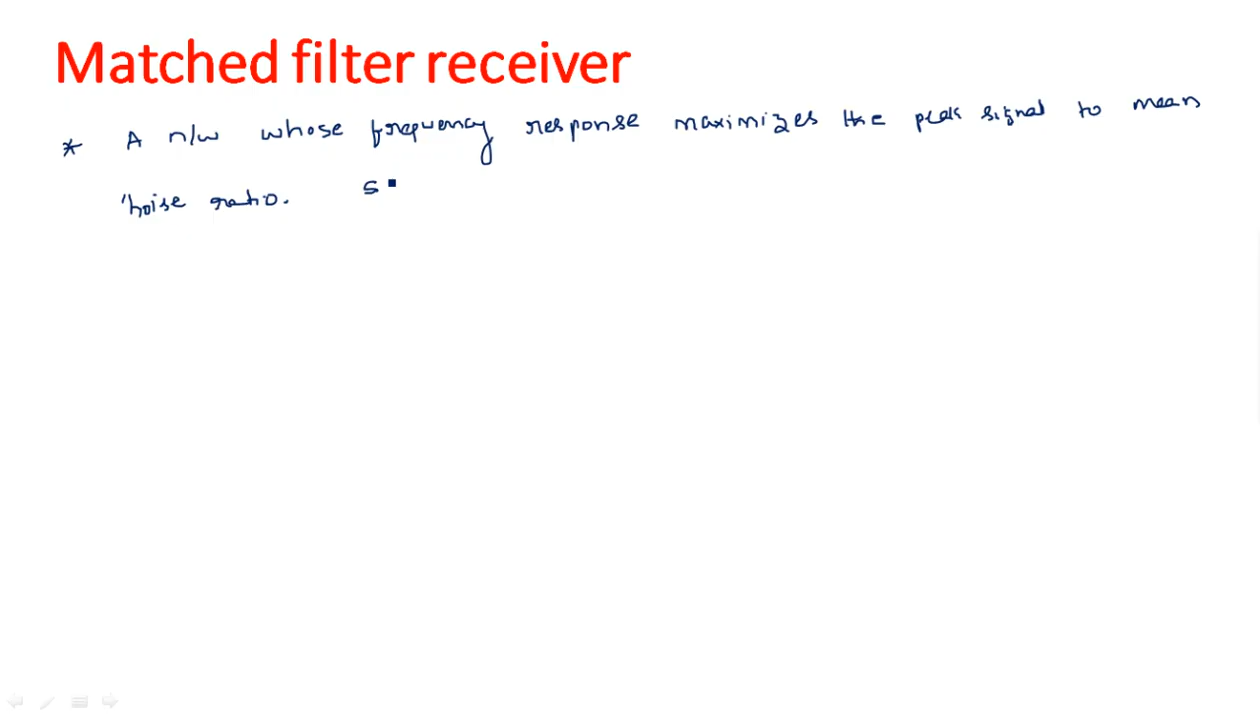 Matched filter receiver
* A n/w whose frequency response maximizes the peak signal to mean
noise ratio. S